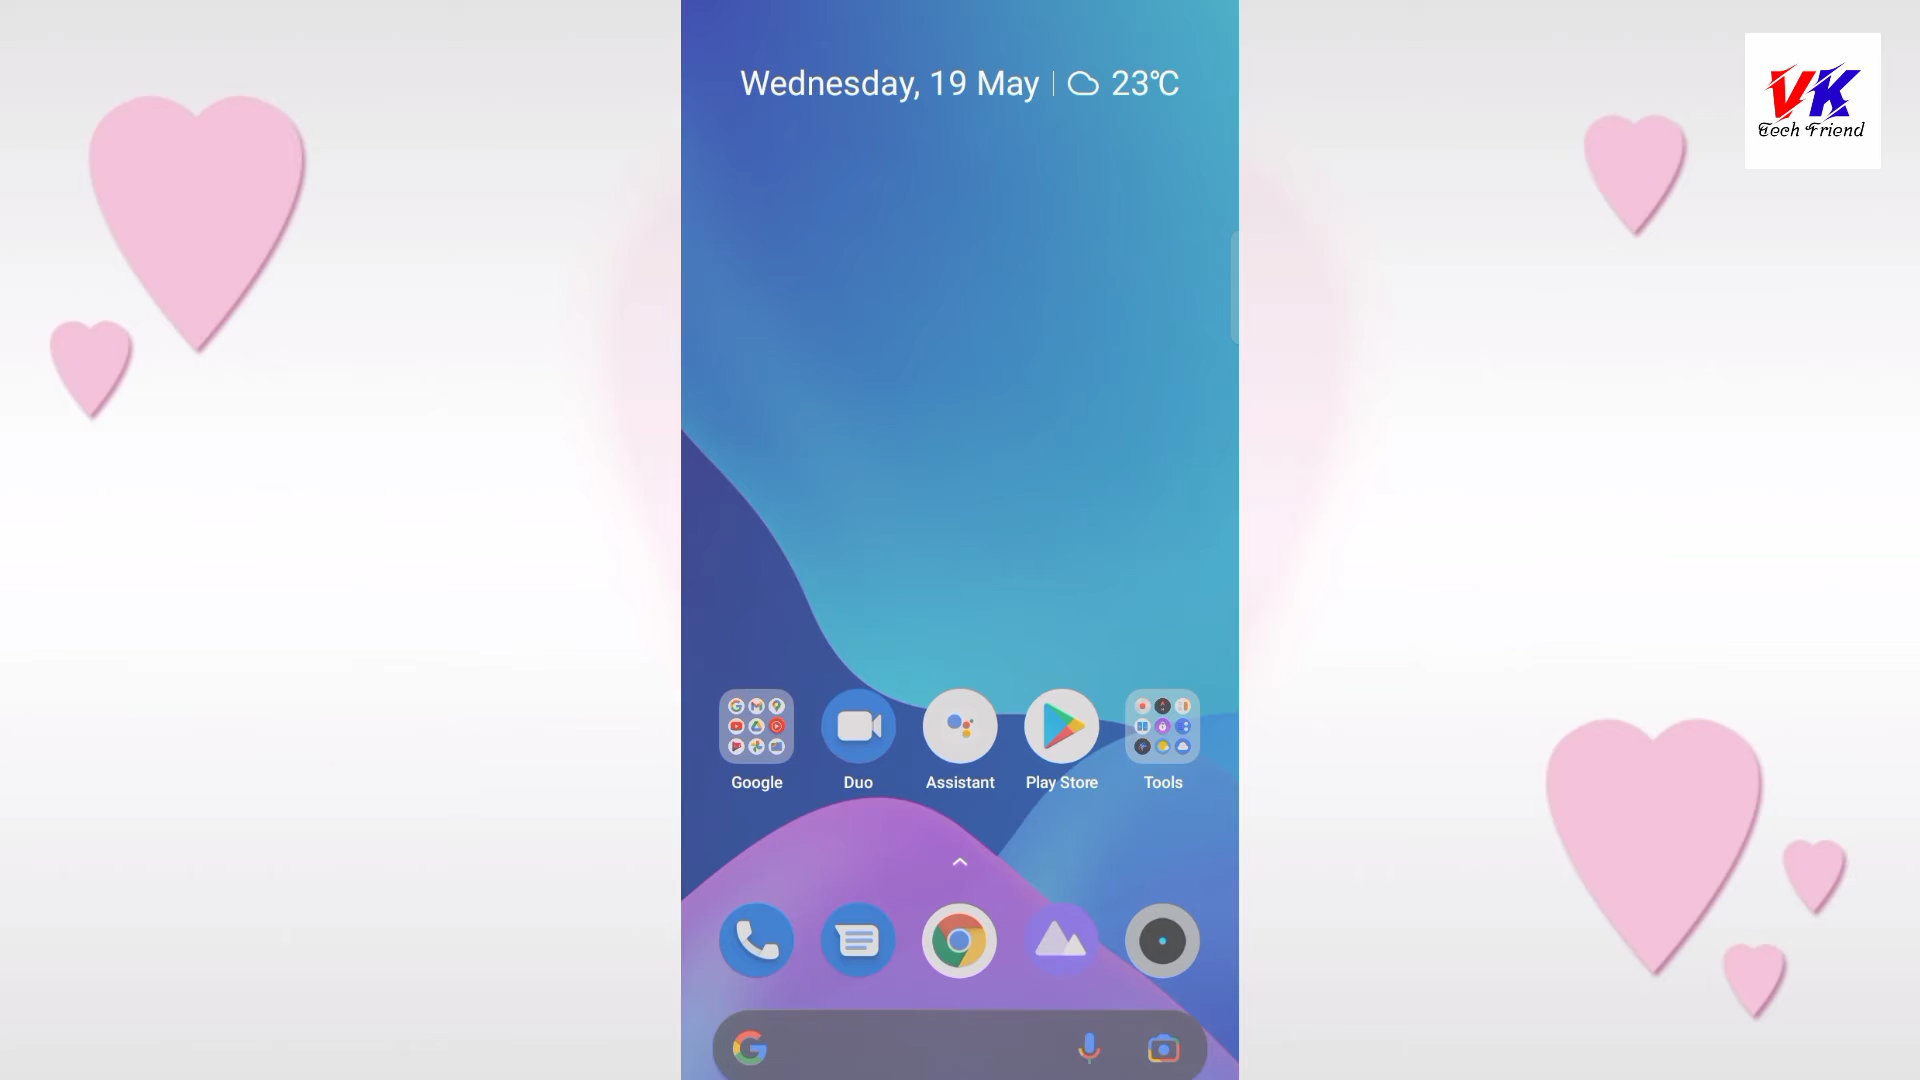 Wednesday, 19 May | 23°C
VK
Tech Friend
Google Duo Assistant Play Store Tools